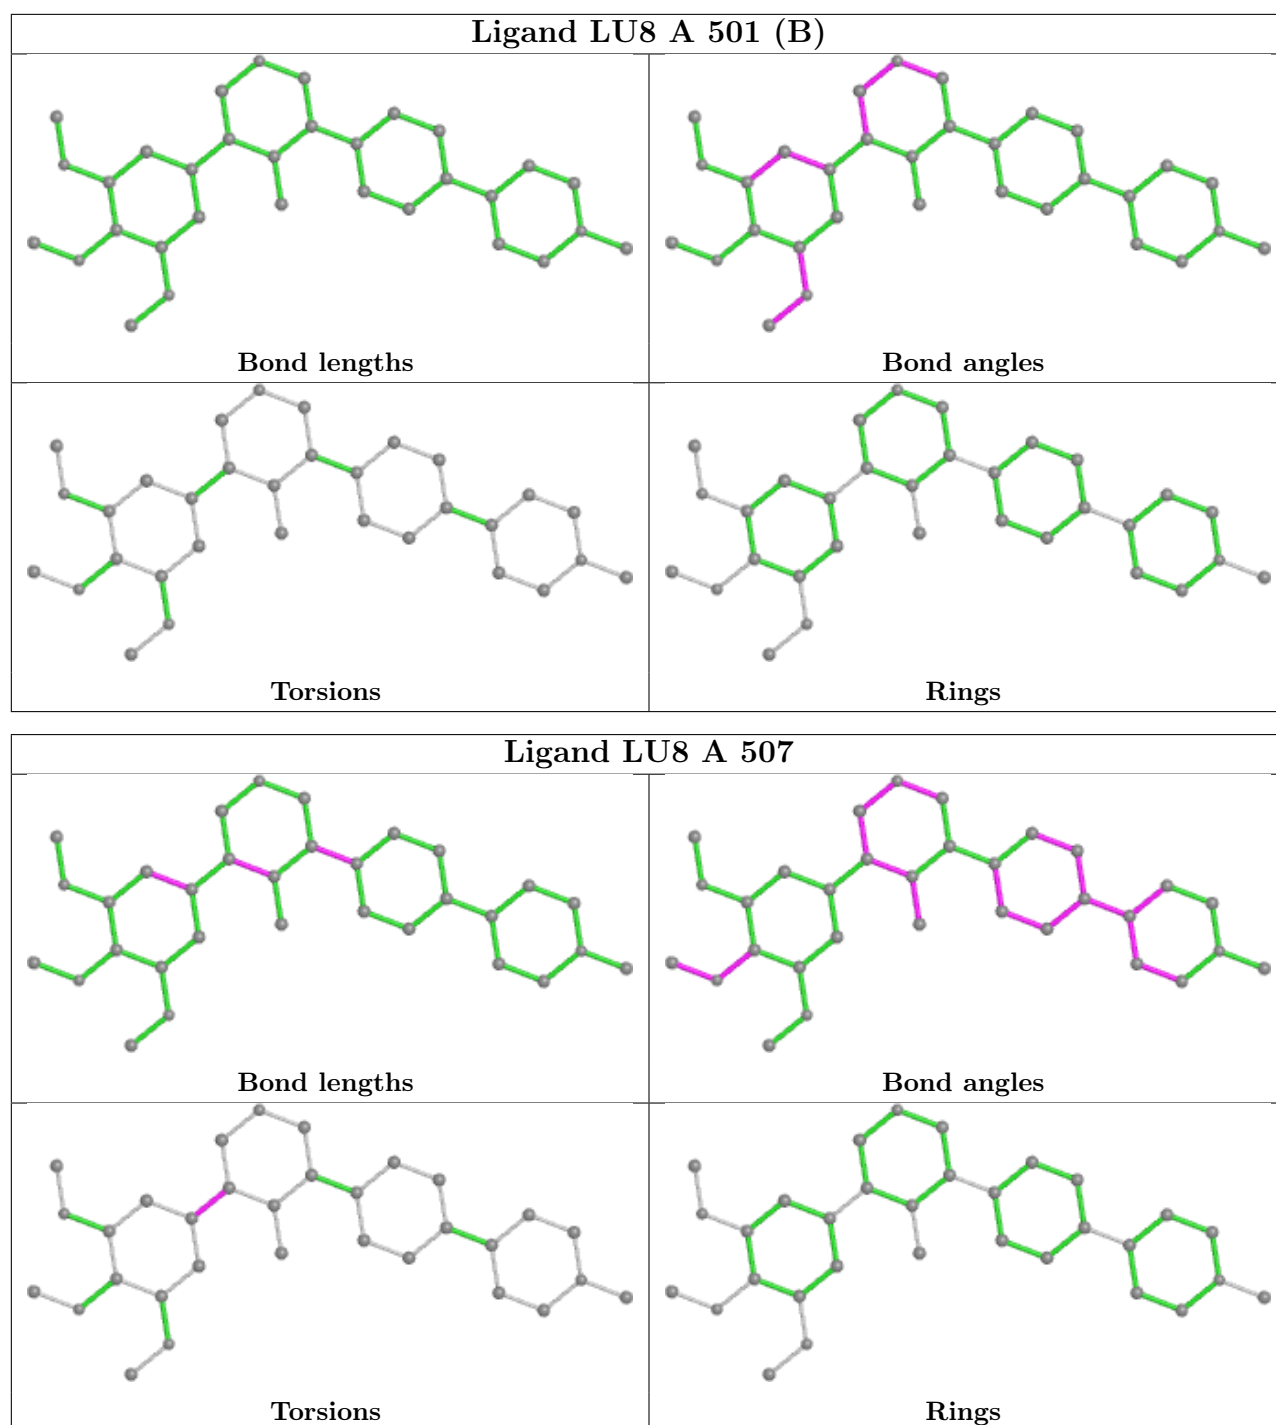 Ligand LU8 A 501 (B)
Bond lengths
Bond angles
Torsions
Rings
Ligand LU8 A 507
Bond lengths
Bond angles
Torsions
Rings